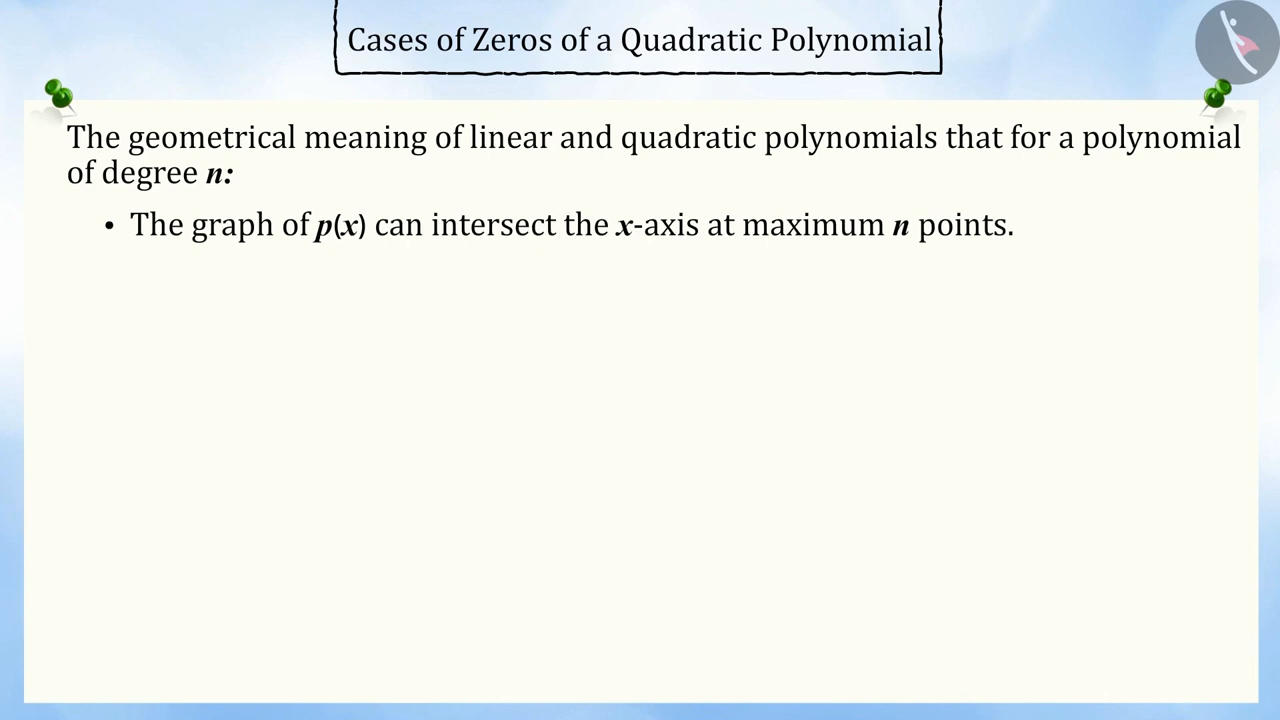 Cases of Zeros of a Quadratic Polynomial
The geometrical meaning of linear and quadratic polynomials that for a polynomial
of degree n:
• The graph of p(x) can intersect the x-axis at maximum n points.